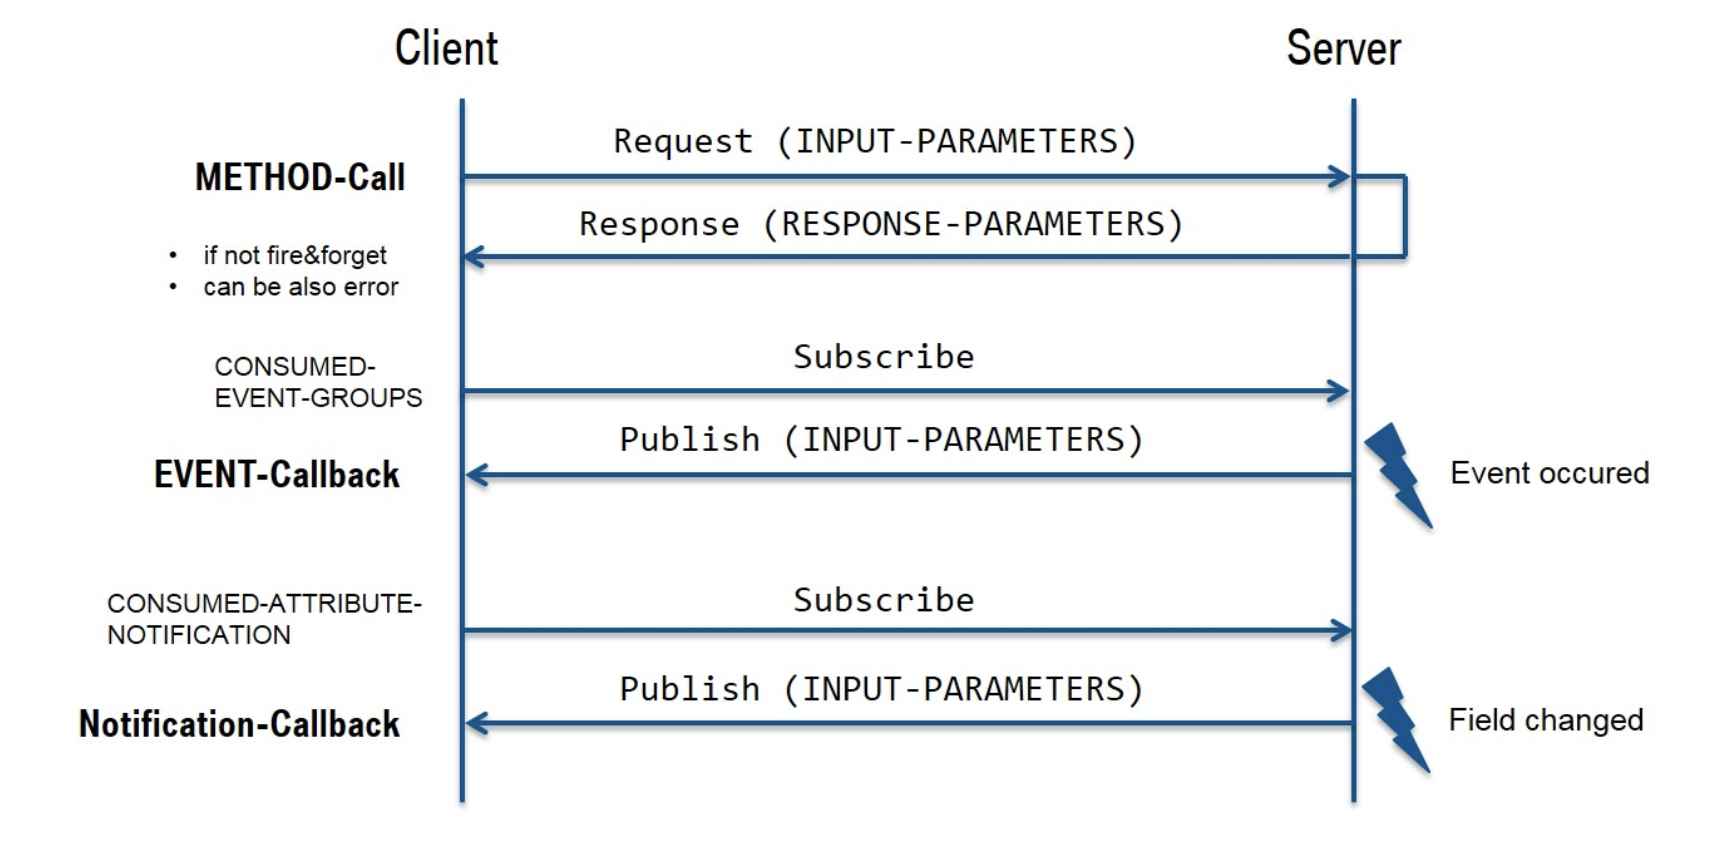 Client
Server
Request (INPUT-PARAMETERS)
METHOD-Call
Response (RESPONSE-PARAMETERS)
• if not fire&forget
• can be also error
Subscribe
CONSUMED-
EVENT-GROUPS
Publish (INPUT-PARAMETERS)
EVENT-Callback
Event occured
Subscribe
CONSUMED-ATTRIBUTE-
NOTIFICATION
Publish (INPUT-PARAMETERS)
Notification-Callback
Field changed